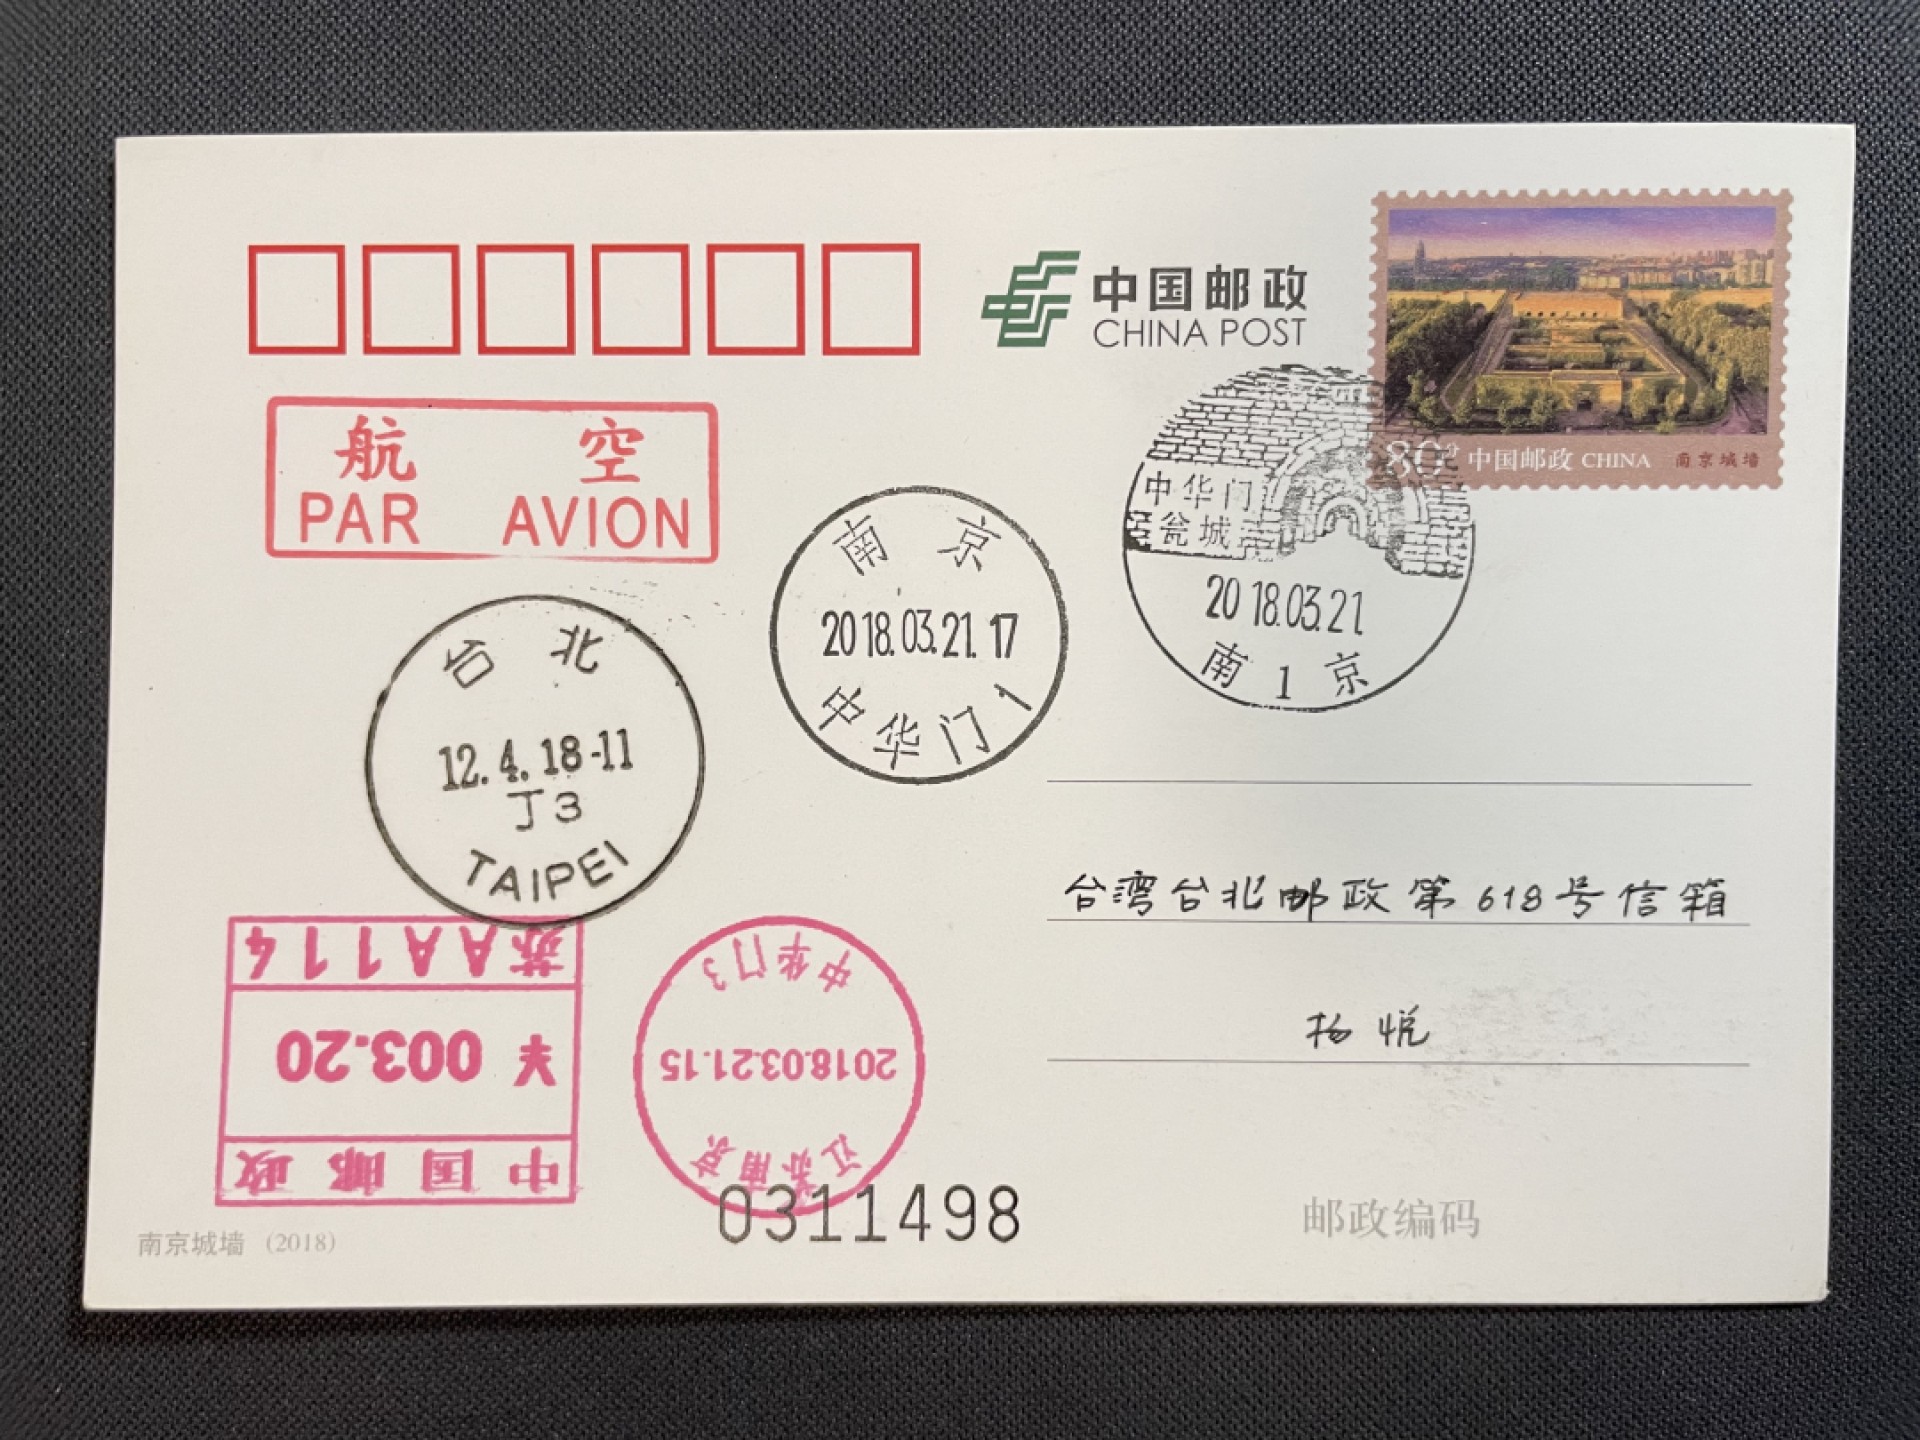 中国邮政
CHINA POST
80分 中国邮政 CHINA 南京城墙
航 空
PAR AVION
中华门
瓮城
2018.03.21
南 1 京
南 京
2018.03.21.17
中华门1
台 北
12.4.18-11
丁3
TAIPEI
台湾台北邮政第618号信箱
杨悦
苏AA114
¥003.20
中国邮政
中华门3
2018.03.21.15
江苏南京
0311498
邮政编码
南京城墙 (2018)